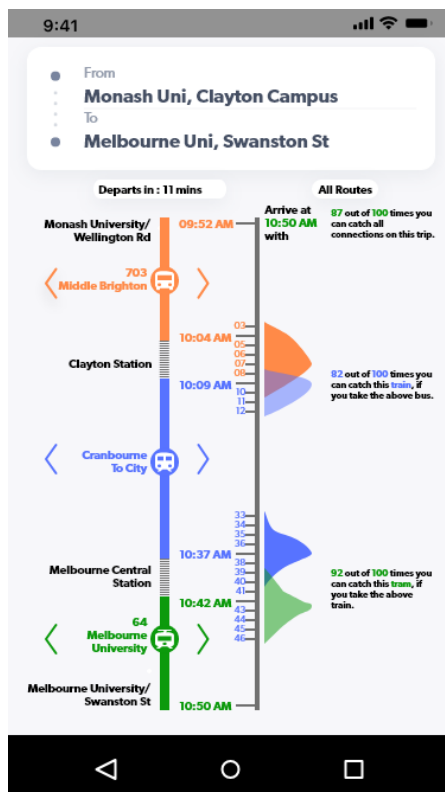 9:41
From
Monash Uni, Clayton Campus
To
Melbourne Uni, Swanston St
Departs in : 11 mins
All Routes
Monash University/
Wellington Rd
09:52 AM
Arrive at
10:50 AM
with
87 out of 100 times you
can catch all
connections on this trip.
703
Middle Brighton
03
10:04 AM
05
06
07
08
Clayton Station
10:09 AM
10
11
12
82 out of 100 times you
can catch this train, if
you take the above bus.
Cranbourne
To City
33
34
35
36
10:37 AM
38
39
40
41
Melbourne Central
Station
10:42 AM
43
44
45
46
92 out of 100 times you
can catch this tram, if
you take the above
train.
64
Melbourne
University
Melbourne University/
Swanston St
10:50 AM